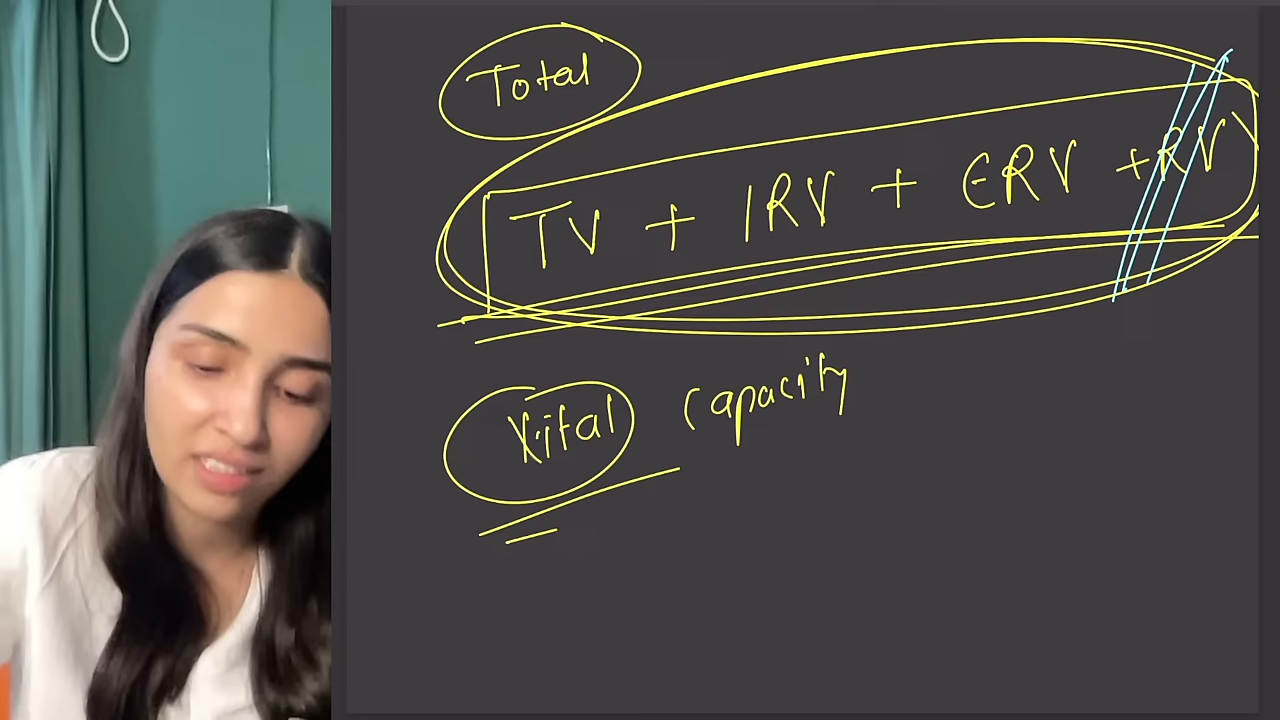 Total
TV + IRV + ERV + RV
Vital capacity